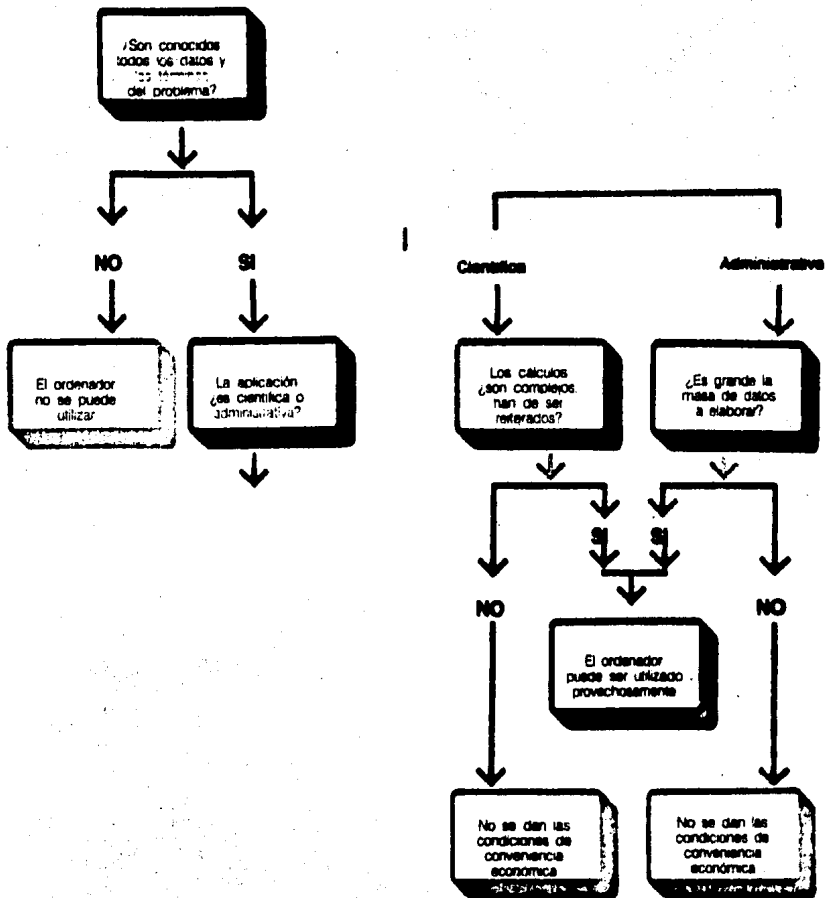 ¿Son conocidos
todos los datos y
los términos
del problema?
NO
SI
El ordenador
no se puede
utilizar
La aplicación
¿es científica o
administrativa?
Científica
Administrativa
Los cálculos
¿son complejos,
han de ser
reiterados?
¿Es grande la
masa de datos
a elaborar?
SI
SI
NO
NO
El ordenador
puede ser utilizado
provechosamente
No se dan las
condiciones de
conveniencia
económica
No se dan las
condiciones de
conveniencia
económica